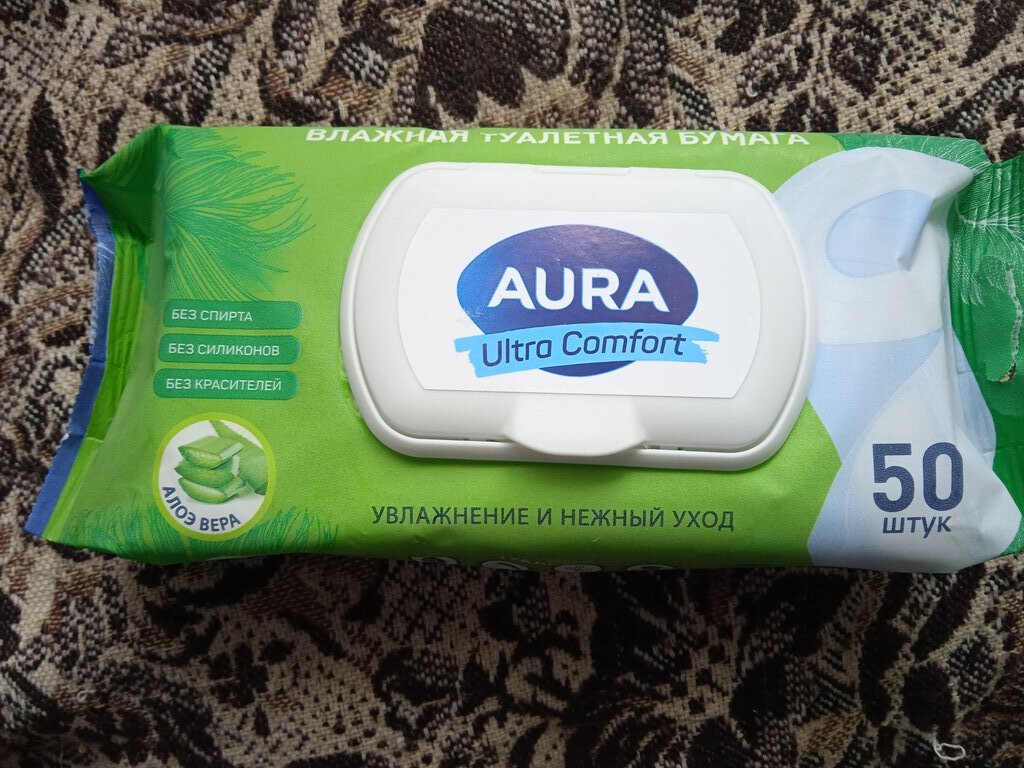 ВЛАЖНАЯ ТУАЛЕТНАЯ БУМАГА
AURA
Ultra Comfort
БЕЗ СПИРТА
БЕЗ СИЛИКОНОВ
БЕЗ КРАСИТЕЛЕЙ
АЛОЭ ВЕРА
УВЛАЖНЕНИЕ И НЕЖНЫЙ УХОД
50
штук